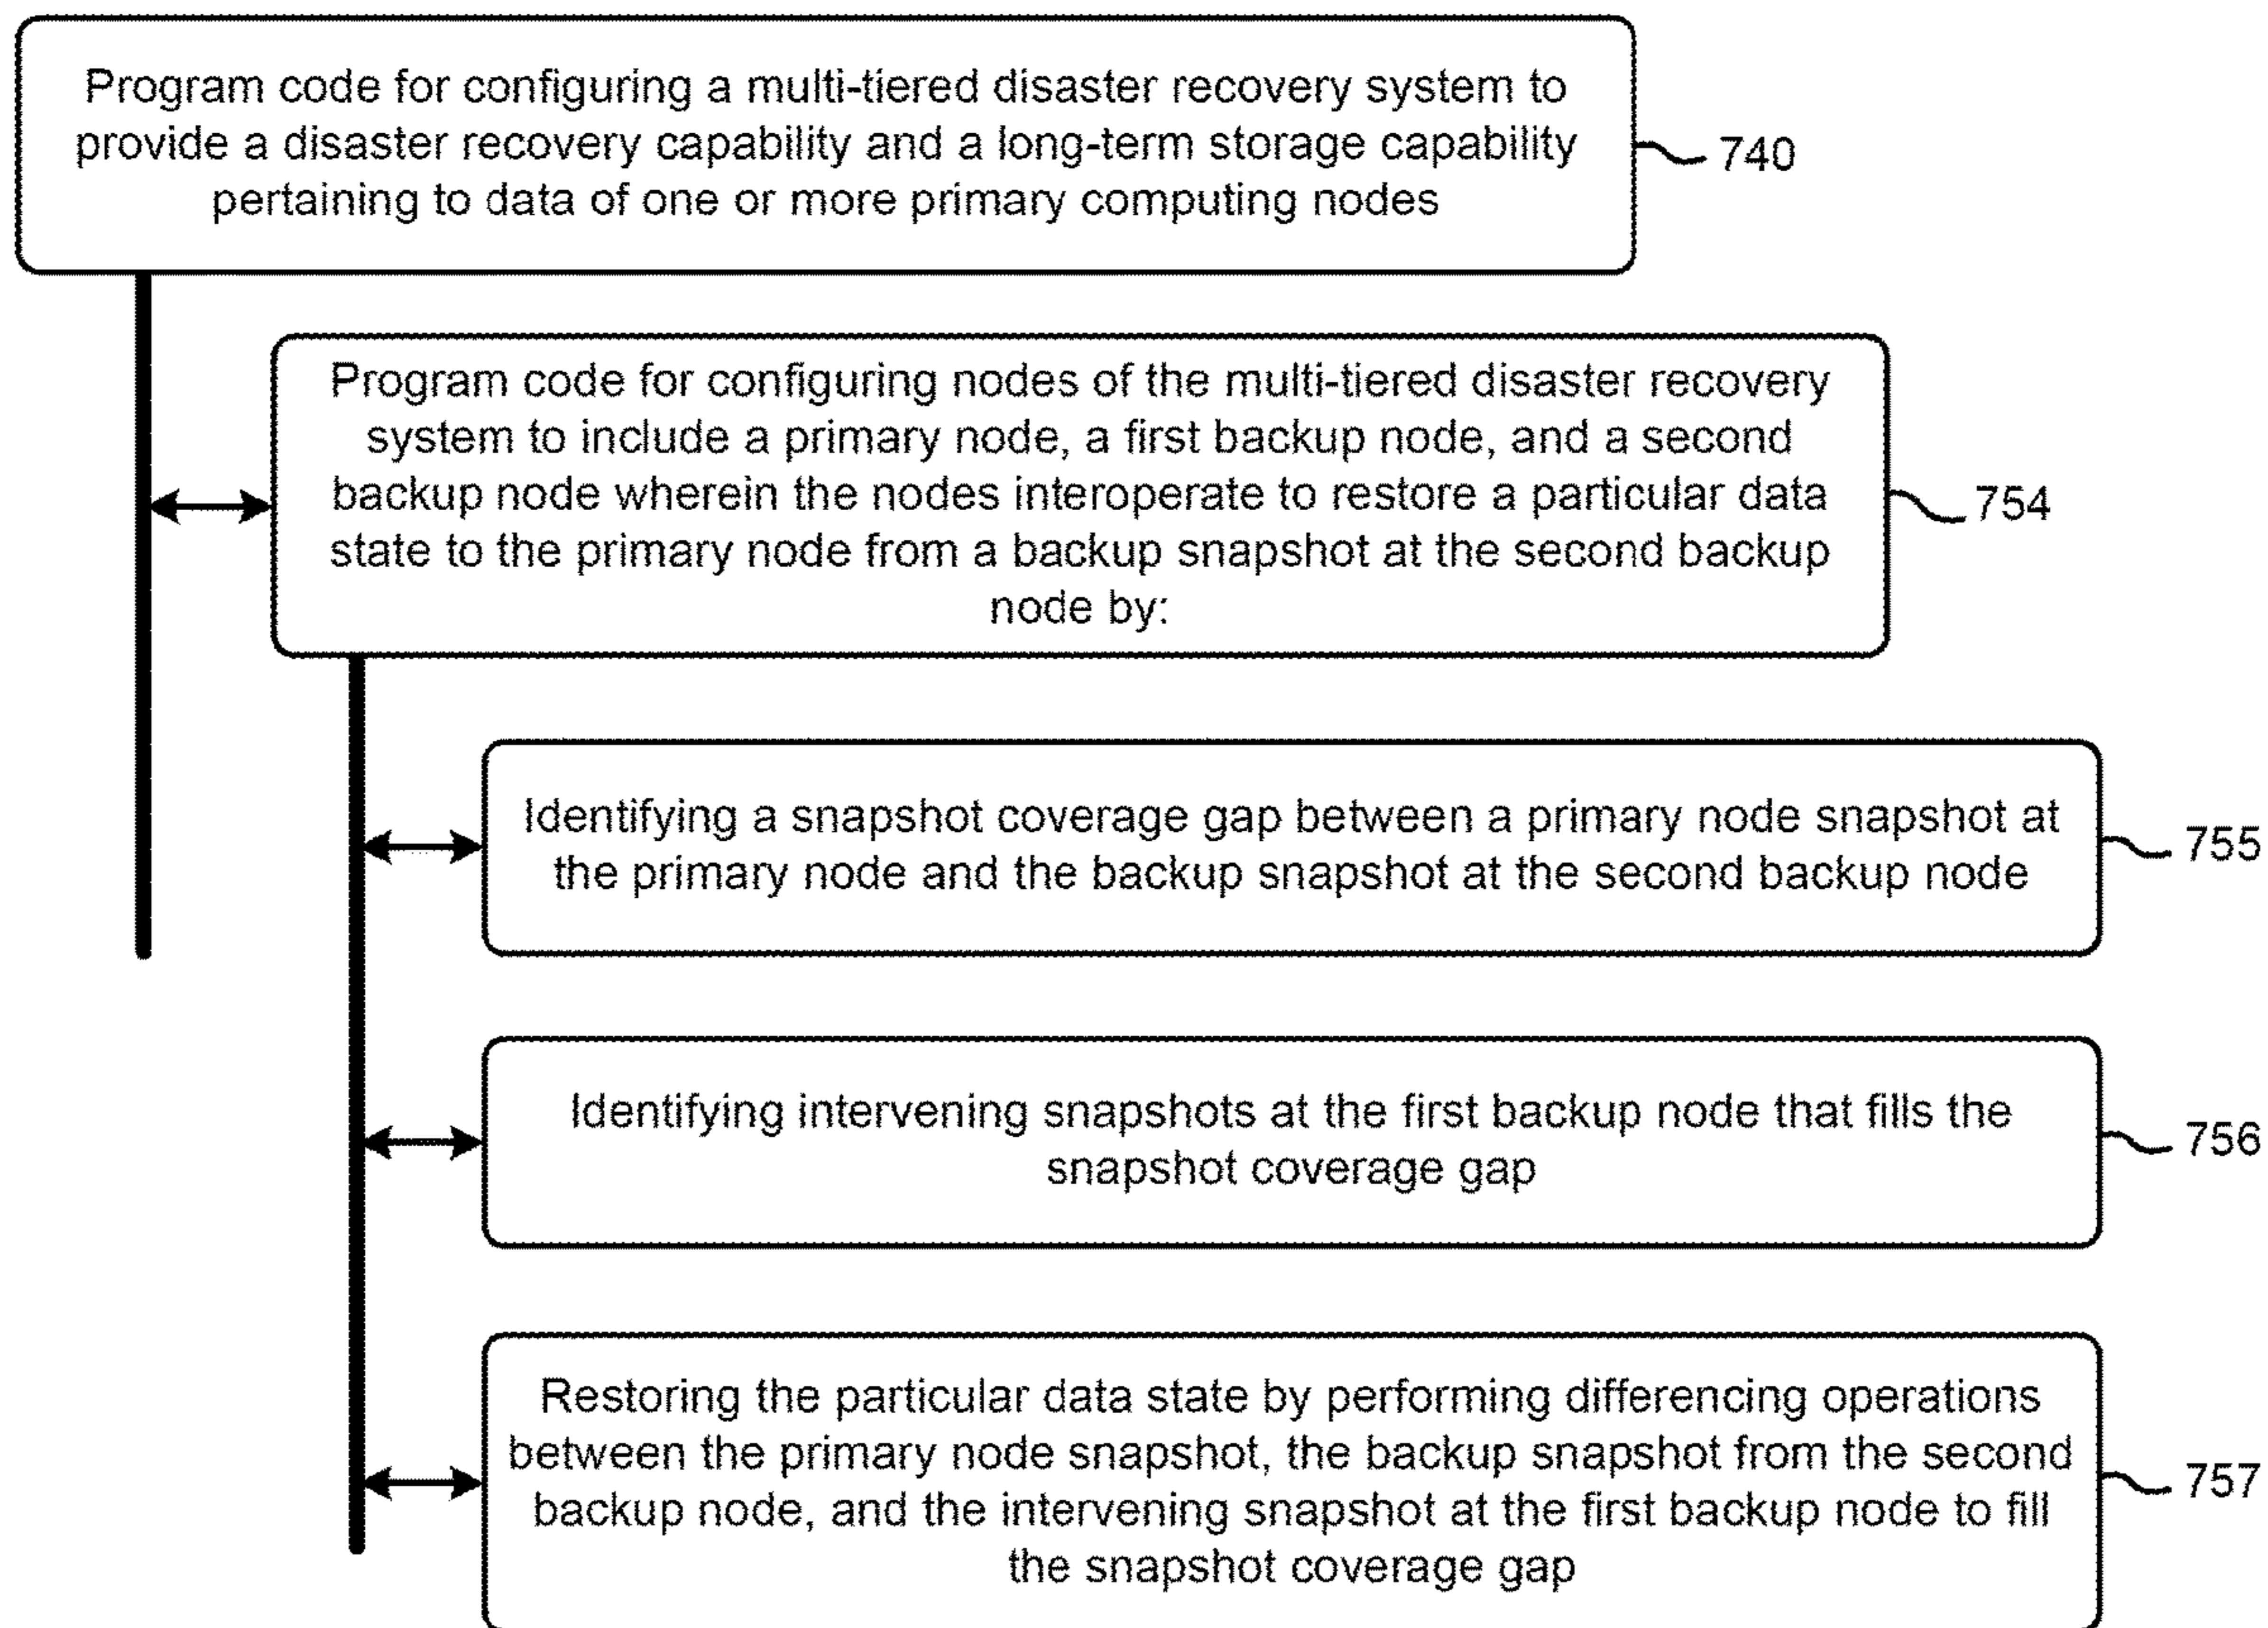 Program code for configuring a multi-tiered disaster recovery system to
provide a disaster recovery capability and a long-term storage capability
pertaining to data of one or more primary computing nodes
740
Program code for configuring nodes of the multi-tiered disaster recovery
system to include a primary node, a first backup node, and a second
backup node wherein the nodes interoperate to restore a particular data
state to the primary node from a backup snapshot at the second backup
node by:
754
Identifying a snapshot coverage gap between a primary node snapshot at
the primary node and the backup snapshot at the second backup node
755
Identifying intervening snapshots at the first backup node that fills the
snapshot coverage gap
756
Restoring the particular data state by performing differencing operations
between the primary node snapshot, the backup snapshot from the second
backup node, and the intervening snapshot at the first backup node to fill
the snapshot coverage gap
757